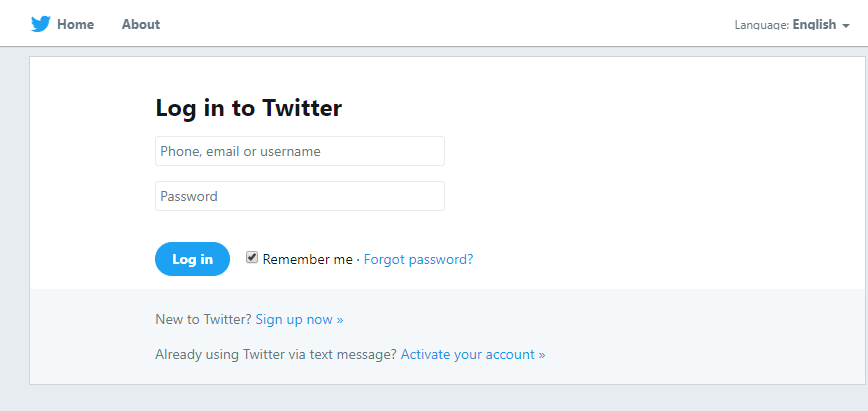 Home About Language: English
Log in to Twitter
Phone, email or username
Password
Log in Remember me · Forgot password?
New to Twitter? Sign up now »
Already using Twitter via text message? Activate your account »